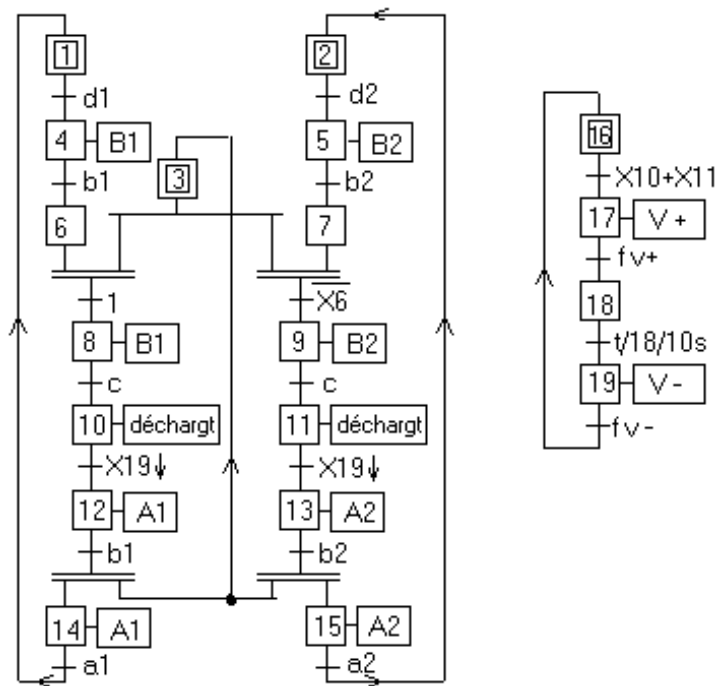 1
d1
4 B1
b1
6
1
8 B1
c
10 déchargt
X19↓
12 A1
b1
14 A1
a1
3
2
d2
5 B2
b2
7
X̅6̅
9 B2
c
11 déchargt
X19↓
13 A2
b2
15 A2
a2
16
X10+X11
17 V+
fv+
18
t/18/10s
19 V-
fv-